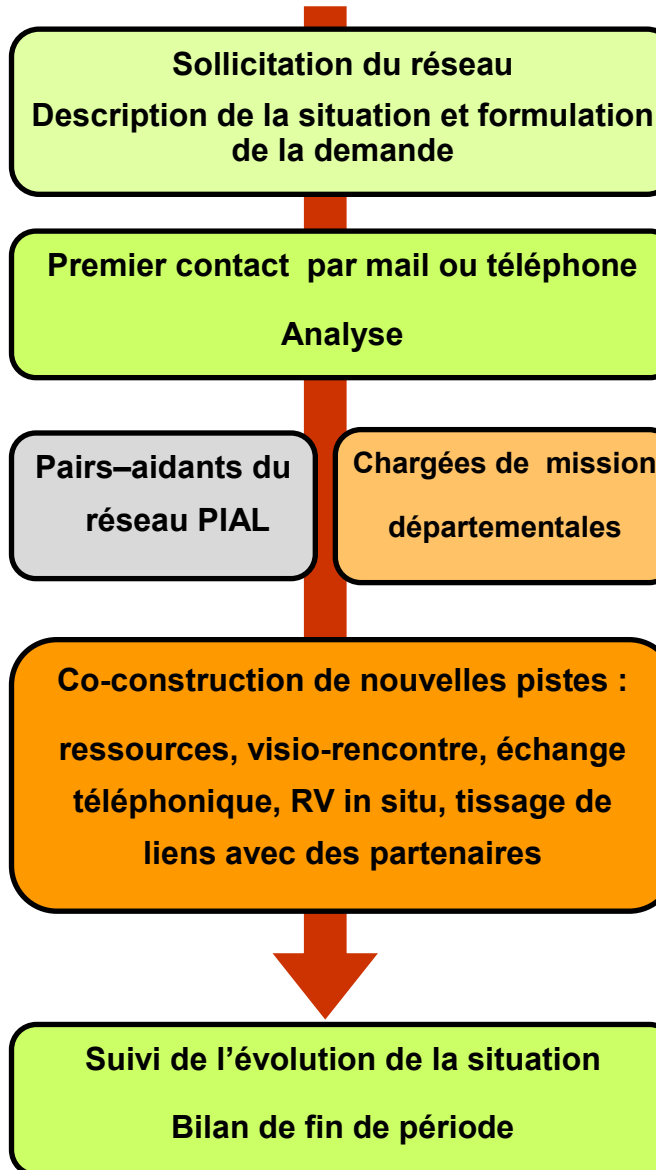 Sollicitation du réseau
Description de la situation et formulation
de la demande
Premier contact par mail ou téléphone
Analyse
Pairs–aidants du
réseau PIAL
Chargées de mission
départementales
Co-construction de nouvelles pistes :
ressources, visio-rencontre, échange
téléphonique, RV in situ, tissage de
liens avec des partenaires
Suivi de l’évolution de la situation
Bilan de fin de période